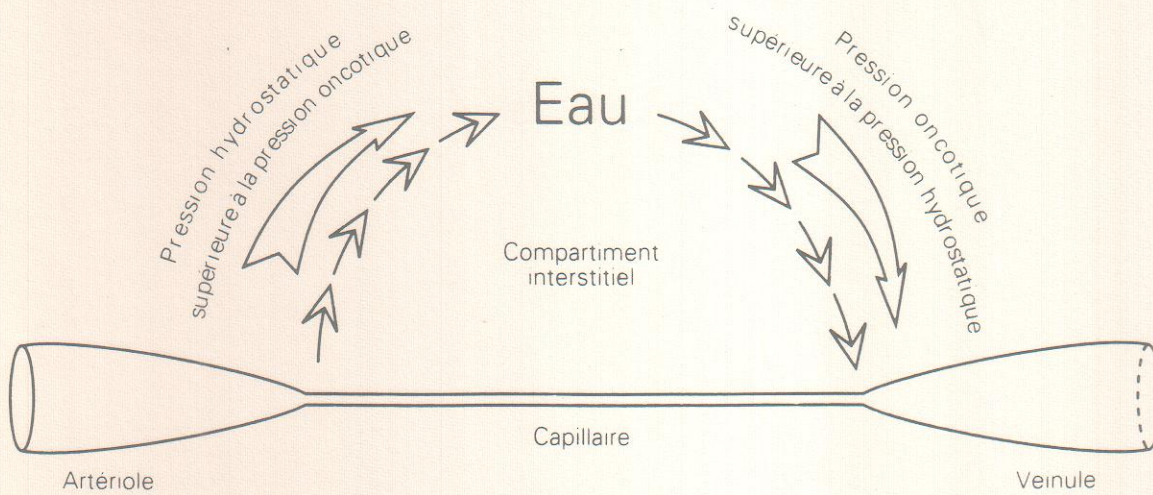 Pression hydrostatique
supérieure à la pression oncotique
Eau
Pression oncotique
supérieure à la pression hydrostatique
Compartiment
interstitiel
Capillaire
Artériole
Veinule